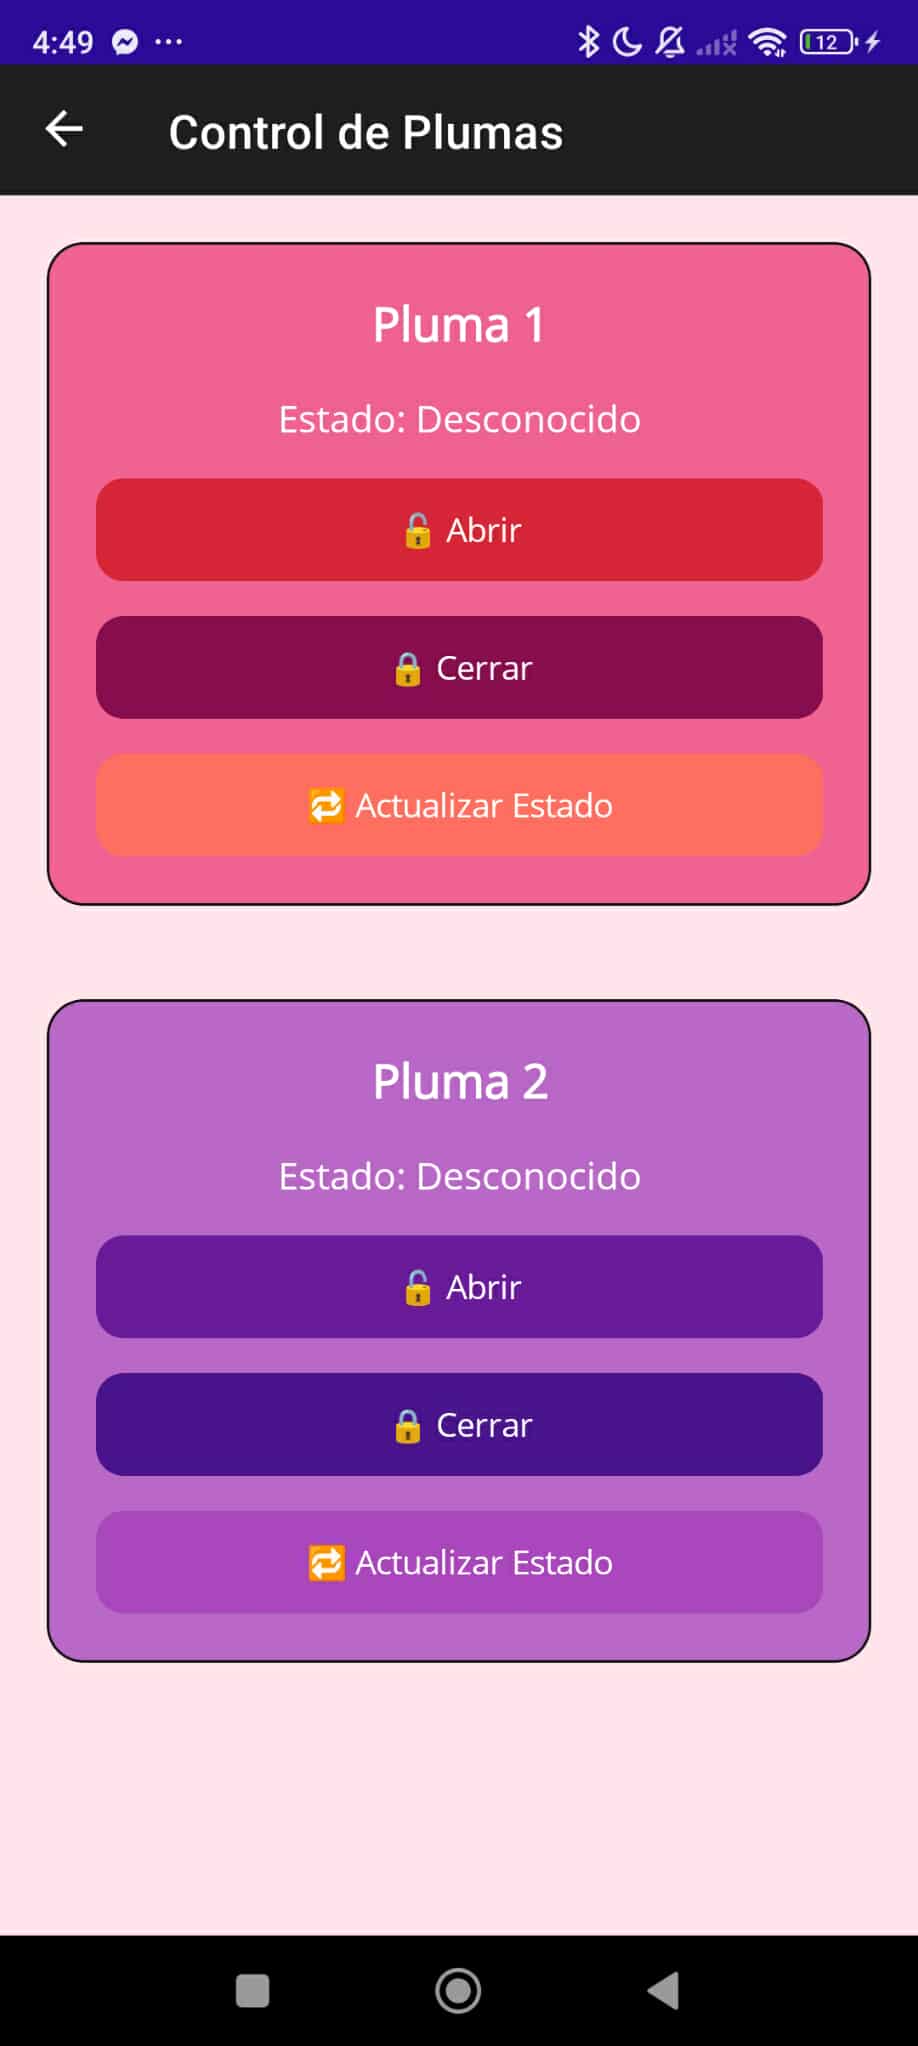 4:49
12
Control de Plumas
Pluma 1
Estado: Desconocido
🔓 Abrir
🔒 Cerrar
🔁 Actualizar Estado
Pluma 2
Estado: Desconocido
🔓 Abrir
🔒 Cerrar
🔁 Actualizar Estado